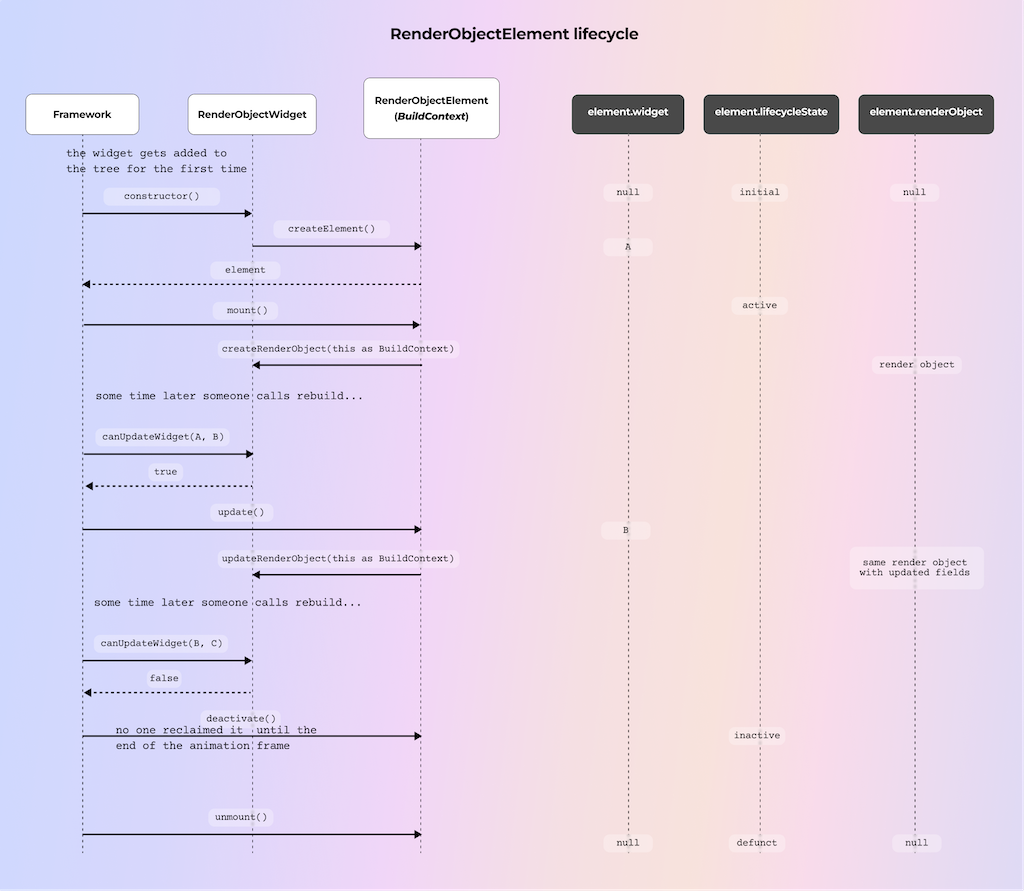 RenderObjectElement lifecycle
Framework
RenderObjectWidget
RenderObjectElement
(BuildContext)
element.widget
element.lifecycleState
element.renderObject
the widget gets added to
the tree for the first time
constructor()
null
initial
null
createElement()
A
element
active
mount()
createRenderObject(this as BuildContext)
render object
some time later someone calls rebuild...
canUpdateWidget(A, B)
true
update()
B
updateRenderObject(this as BuildContext)
same render object
with updated fields
some time later someone calls rebuild...
canUpdateWidget(B, C)
false
deactivate()
no one reclaimed it until the
end of the animation frame
inactive
unmount()
null
defunct
null